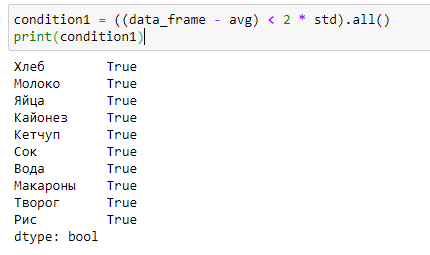 condition1 = ((data_frame - avg) < 2 * std).all()
print(condition1)
Хлеб True
Молоко True
Яйца True
Кайонез True
Кетчуп True
Сок True
Вода True
Макароны True
Творог True
Рис True
dtype: bool